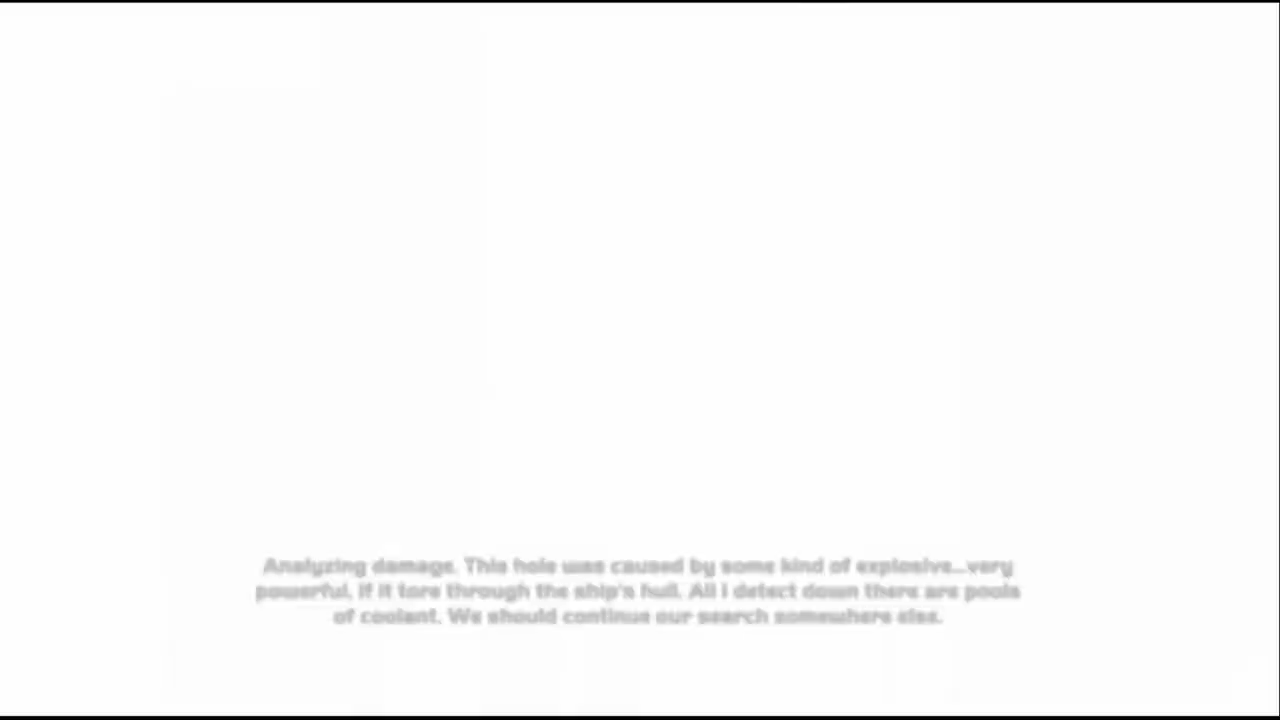 Analyzing damage. This hole was caused by some kind of explosive...very
powerful, if it tore through the ship's hull. All I detect down there are pools
of coolant. We should continue our search somewhere else.